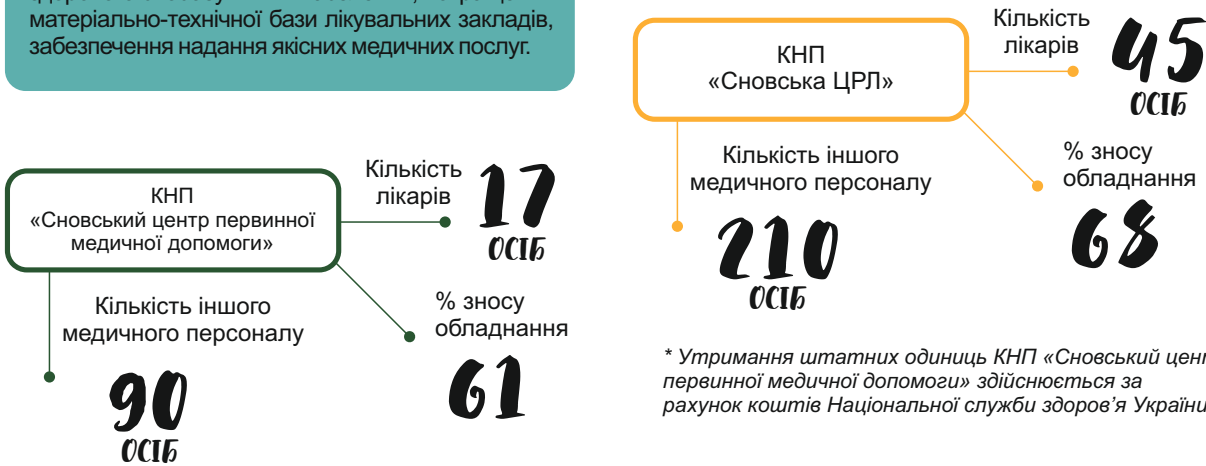 матеріально-технічної бази лікувальних закладів,
забезпечення надання якісних медичних послуг.
КНП
«Сновський центр первинної
медичної допомоги»
Кількість
лікарів
17
ОСІБ
Кількість іншого
медичного персоналу
90
ОСІБ
% зносу
обладнання
61
КНП
«Сновська ЦРЛ»
Кількість
лікарів
45
ОСІБ
Кількість іншого
медичного персоналу
210
ОСІБ
% зносу
обладнання
68
* Утримання штатних одиниць КНП «Сновський цент
первинної медичної допомоги» здійснюється за
рахунок коштів Національної служби здоров’я України